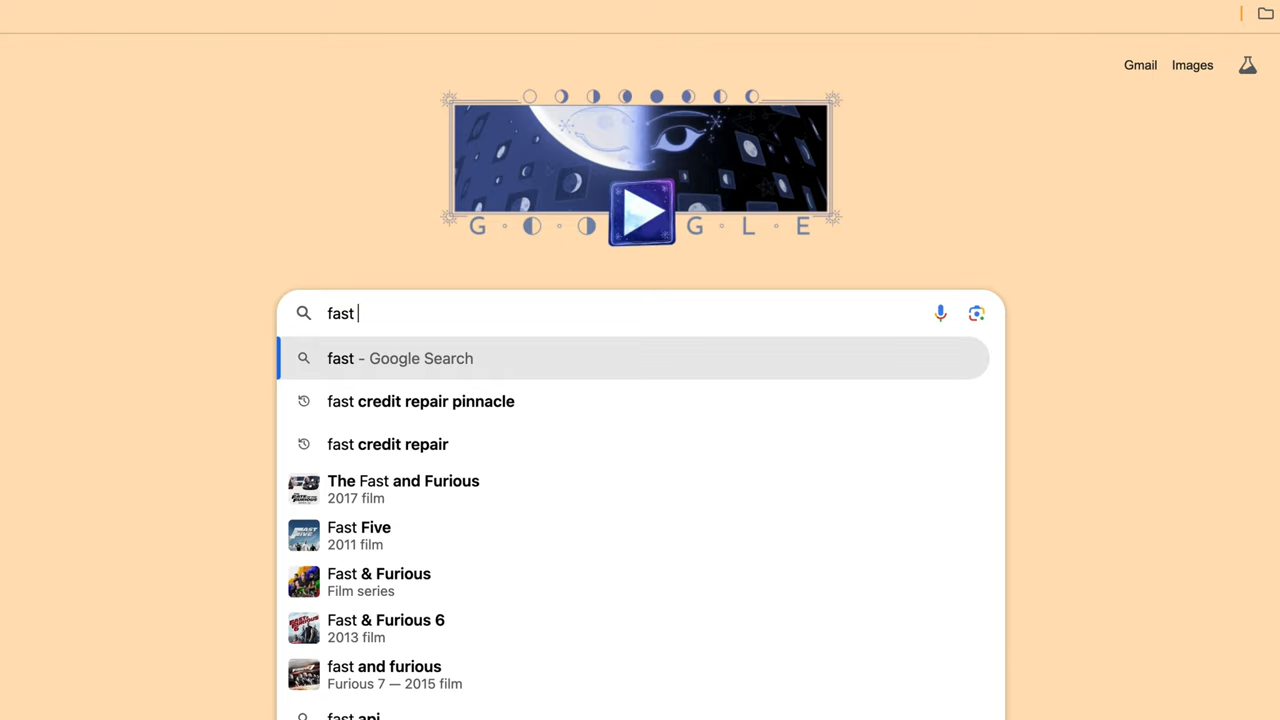 Gmail Images
G O O G L E
fast
fast - Google Search
fast credit repair pinnacle
fast credit repair
The Fast and Furious
2017 film
Fast Five
2011 film
Fast & Furious
Film series
Fast & Furious 6
2013 film
fast and furious
Furious 7 — 2015 film
fast api